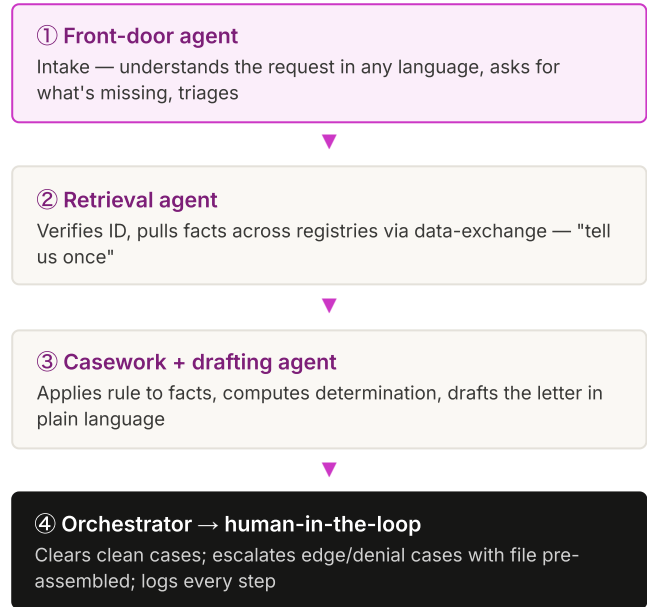 ① Front-door agent
Intake — understands the request in any language, asks for
what's missing, triages
② Retrieval agent
Verifies ID, pulls facts across registries via data-exchange — "tell
us once"
③ Casework + drafting agent
Applies rule to facts, computes determination, drafts the letter in
plain language
④ Orchestrator → human-in-the-loop
Clears clean cases; escalates edge/denial cases with file pre-
assembled; logs every step